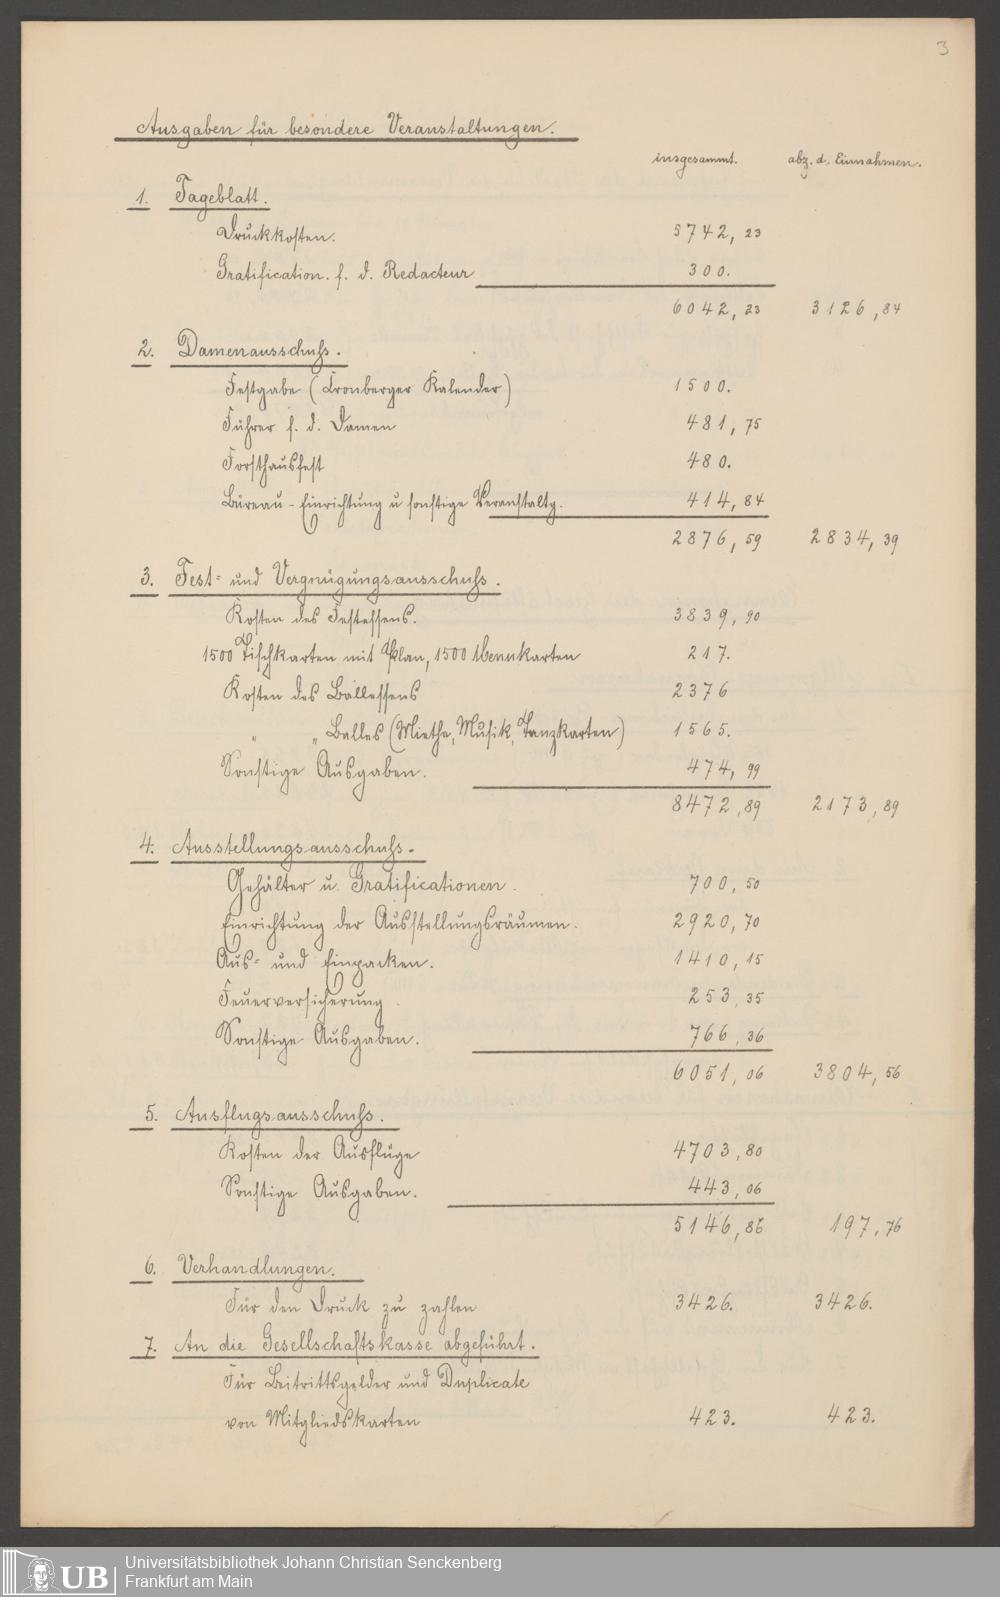 3
Ausgaben für besondere Veranstaltungen.
insgesammt. abz. d. Einnahmen.
1. Tageblatt.
Druckkosten. 5742,23
Gratification f. d. Redacteur 300.
6042,23 3126,84
2. Damenausschuss.
Festgabe (Cronberger Kalender) 1500.
Führer f. d. Damen 481,75
Forsthausfest 480.
Büreau-Einrichtung u sonstige Veranstaltg. 414,84
2876,59 2834,39
3. Fest- und Vergnügungsausschuss.
Kosten des Festessens. 3839,90
1500 Tischkarten mit Plan, 1500 Menukarten 217.
Kosten des Ballessens 2376
" " Balles (Miethe, Musik, Tanzkarten) 1565.
Sonstige Ausgaben. 474,99
8472,89 2173,89
4. Ausstellungsausschuss.
Gehälter u. Gratificationen. 700,50
Einrichtung der Ausstellungsräumen. 2920,70
Aus- und Einpacken. 1410,15
Feuerversicherung. 253,35
Sonstige Ausgaben. 766,36
6051,06 3804,56
5. Ausflugsausschuss.
Kosten der Ausflüge 4703,80
Sonstige Ausgaben. 443,06
5146,86 197,76
6. Verhandlungen.
Für den Druck zu zahlen 3426. 3426.
7. An die Gesellschaftskasse abgeführt.
Für Beitrittsgelder und Duplicate
von Mitgliedskarten 423. 423.
UB
Universitätsbibliothek Johann Christian Senckenberg
Frankfurt am Main